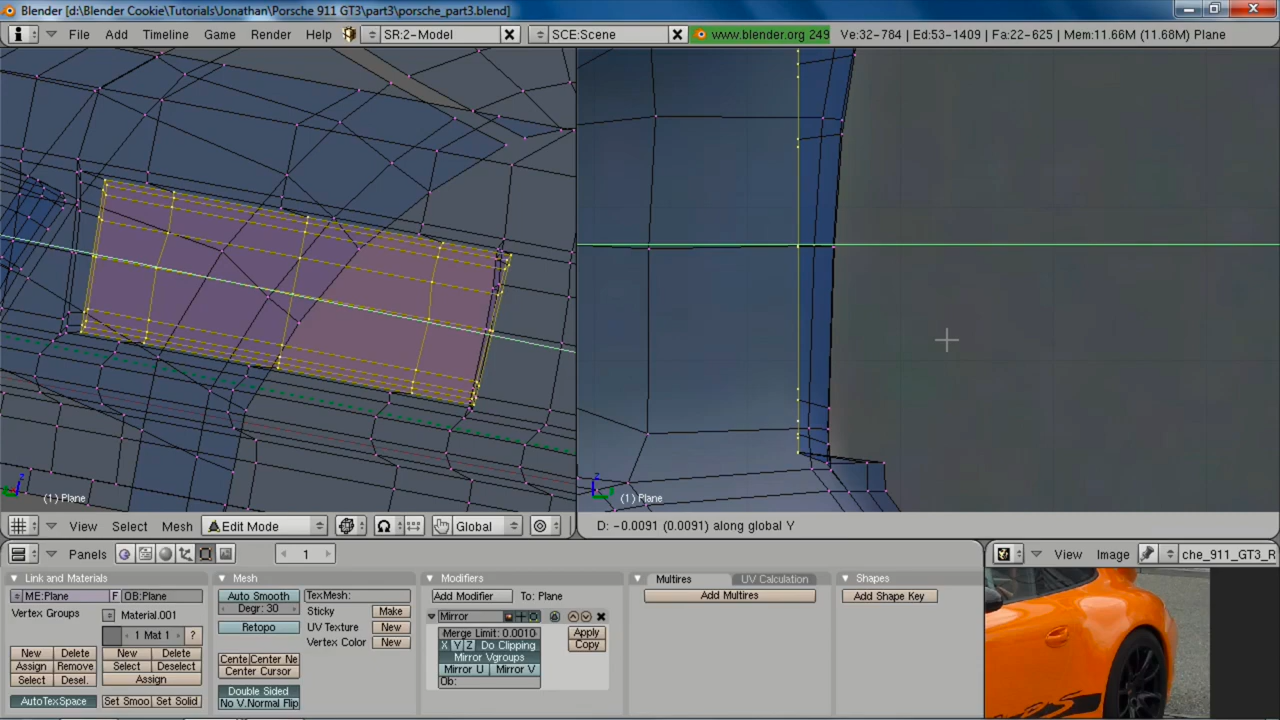 Blender [d:\Blender Cookie\Tutorials\Jonathan\Porsche 911 GT3\part3\porsche_part3.blend]
File Add Timeline Game Render Help SR:2-Model SCE:Scene www.blender.org 249 Ve:32-784 | Ed:53-1409 | Fa:22-625 | Mem:11.66M (11.68M) Plane
(1) Plane
(1) Plane
View Select Mesh Edit Mode Global D: -0.0091 (0.0091) along global Y
Panels 1 View Image che_911_GT3_R
Link and Materials
ME:Plane F OB:Plane
Vertex Groups
Material.001
1 Mat 1 ?
New Delete New Delete
Assign Remove Select Deselect
Select Desel. Assign
AutoTexSpace Set Smoo Set Solid
Mesh
Auto Smooth TexMesh:
Degr: 30 Sticky Make
Retopo UV Texture New
Vertex Color New
Cente Center Ne
Center Cursor
Double Sided
No V.Normal Flip
Modifiers
Add Modifier To: Plane
Mirror
Merge Limit: 0.0010 Apply
X Y Z Do Clipping Copy
Mirror Vgroups
Mirror U Mirror V
Ob:
Multires UV Calculation
Add Multires
Shapes
Add Shape Key